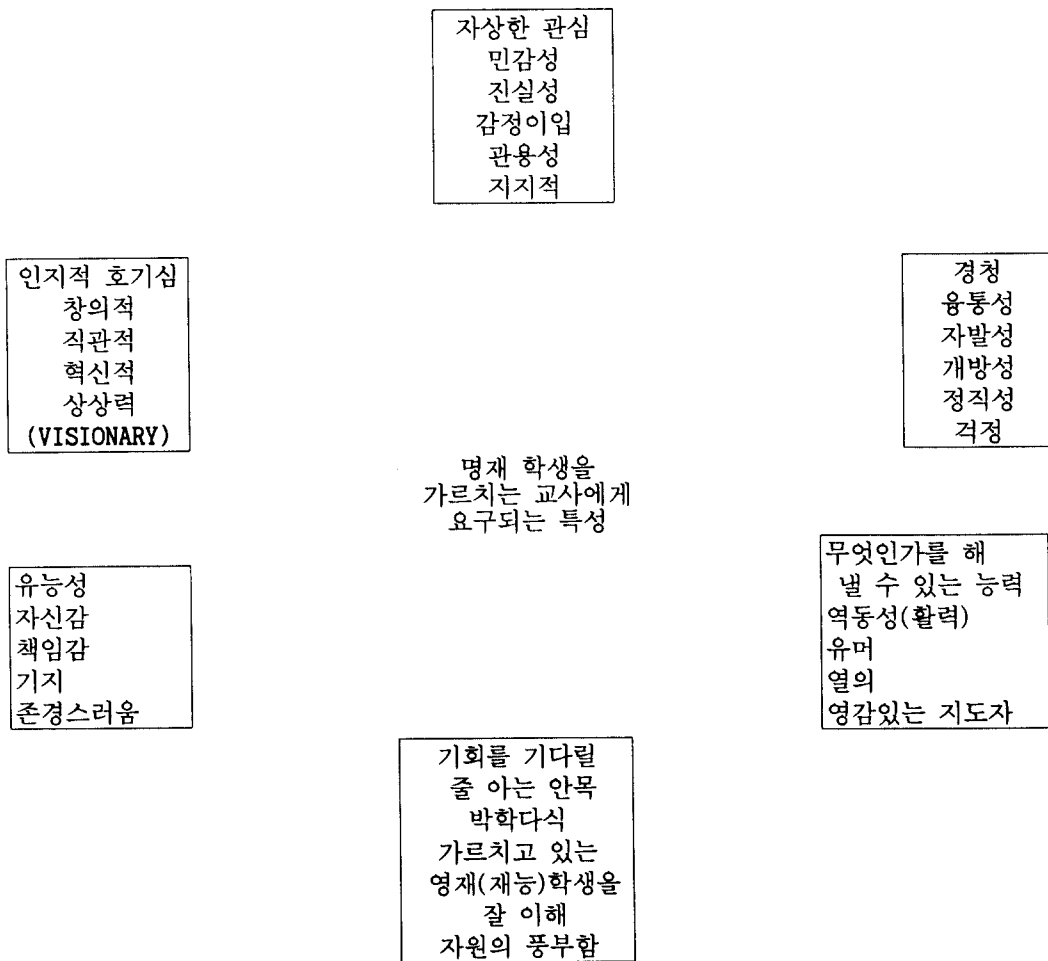 자상한 관심
민감성
진실성
감정이입
관용성
지지적
인지적 호기심
창의적
직관적
혁신적
상상력
(VISIONARY)
경청
융통성
자발성
개방성
정직성
걱정
명재 학생을
가르치는 교사에게
요구되는 특성
유능성
자신감
책임감
기지
존경스러움
무엇인가를 해
낼 수 있는 능력
역동성(활력)
유머
열의
영감있는 지도자
기회를 기다릴
줄 아는 안목
박학다식
가르치고 있는
영재(재능)학생을
잘 이해
자원의 풍부함